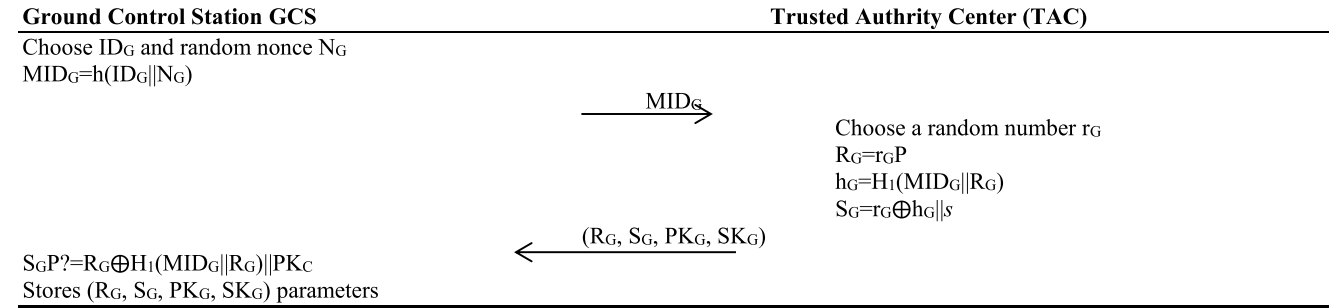 Ground Control Station GCS Trusted Authrity Center (TAC)
Choose IDG and random nonce NG
MIDG=h(IDG||NG)
MIDG
Choose a random number rG
RG=rGP
hG=H1(MIDG||RG)
SG=rG⊕hG||s
(RG, SG, PKG, SKG)
SGP?=RG⊕H1(MIDG||RG)||PKC
Stores (RG, SG, PKG, SKG) parameters